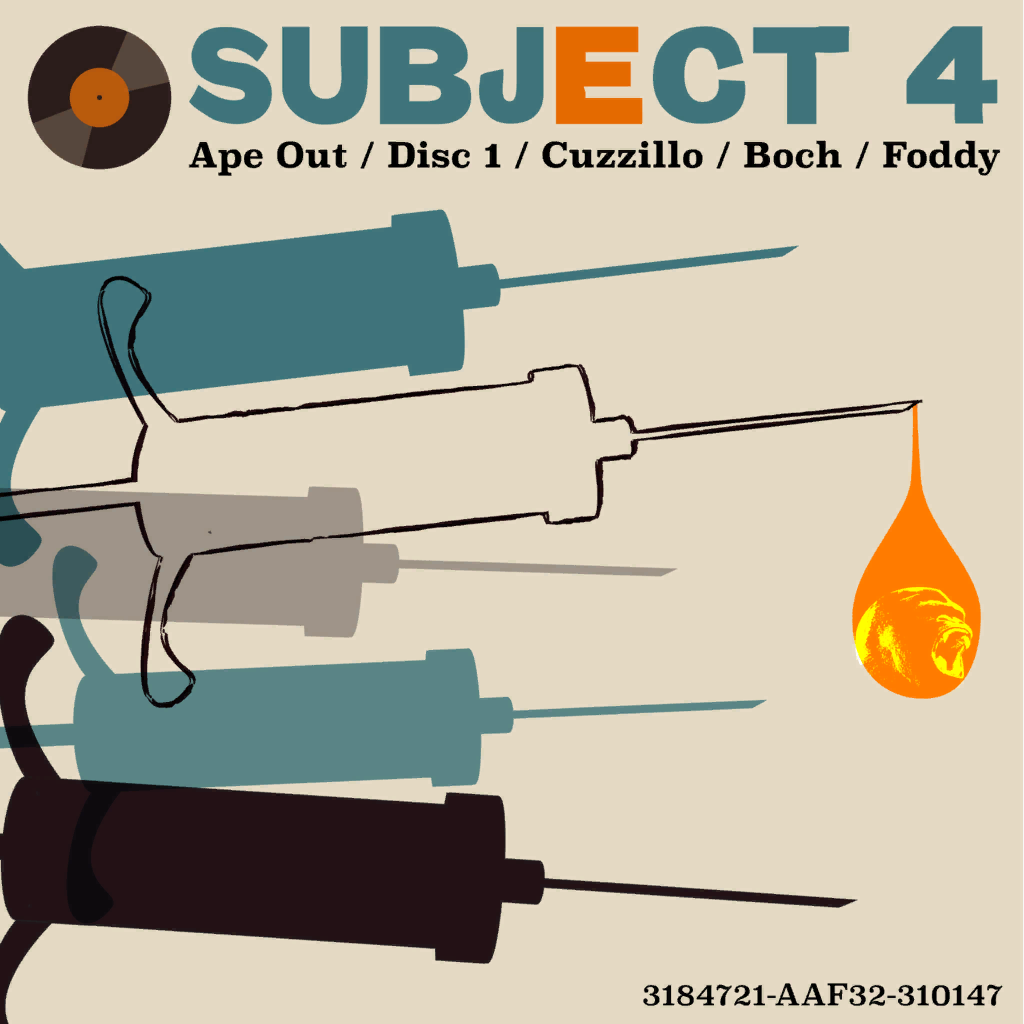 SUBJECT 4
Ape Out / Disc 1 / Cuzzillo / Boch / Foddy
3184721-AAF32-310147